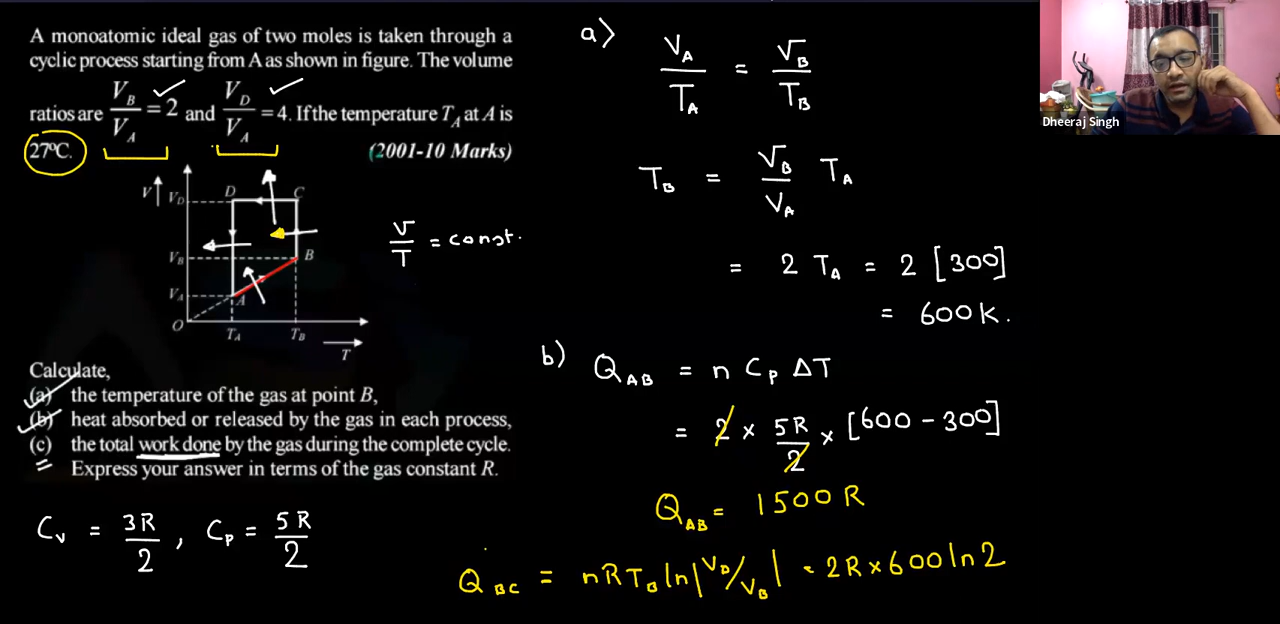 A monoatomic ideal gas of two moles is taken through a
cyclic process starting from A as shown in figure. The volume
ratios are V_B/V_A = 2 and V_D/V_A = 4. If the temperature T_A at A is
27°C. (2001-10 Marks)
V↑ V_D D C
V_B B
V_A A
O T_A T_B
T
V/T = const.
Calculate,
(a) the temperature of the gas at point B,
(b) heat absorbed or released by the gas in each process,
(c) the total work done by the gas during the complete cycle.
Express your answer in terms of the gas constant R.
C_v = 3R/2 , C_p = 5R/2
a) V_A/T_A = V_B/T_B
T_B = V_B/V_A T_A
= 2 T_A = 2 [300]
= 600 K.
b) Q_AB = n C_p ΔT
= 2 × 5R/2 × [600 - 300]
Q_AB = 1500 R
Q_BC = nRT_B ln|V_D/V_B| = 2R × 600 ln 2
Dheeraj Singh